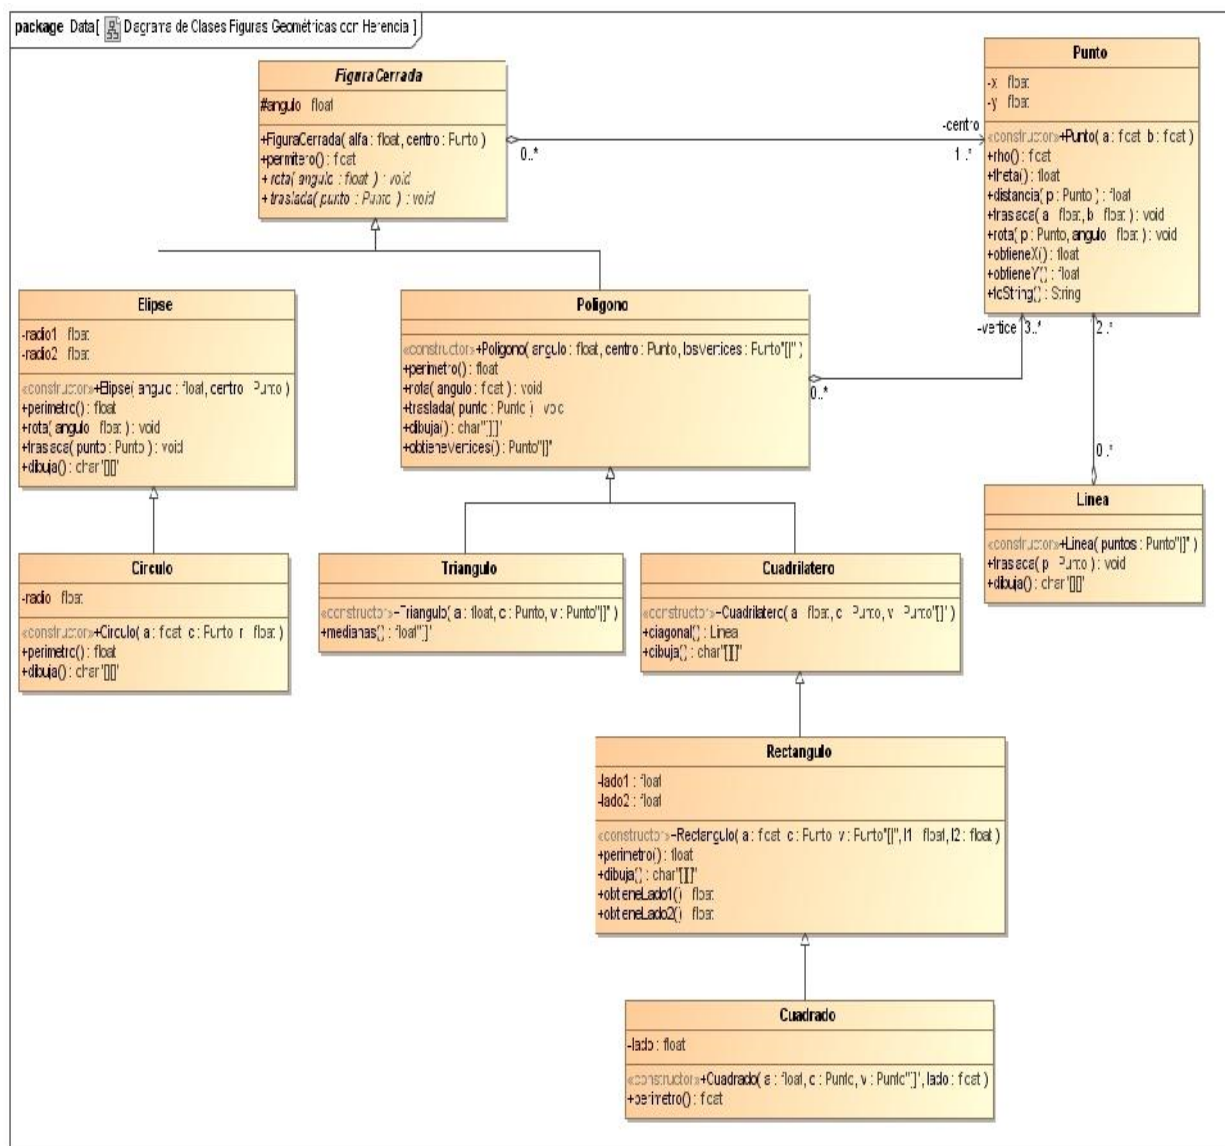 package Data[ Diagrama de Clases Figuras Geométricas con Herencia ]
FiguraCerrada
#angulo float
+FiguraCerrada( alfa : float, centro : Punto )
+permitero() : float
+rota( angulo : float ) : void
+traslada( punto : Punto ) : void
-centro
0..*
1..*
Punto
-x float
-y float
«constructor»+Punto( a : float b : float )
+rho() : float
+theta() : float
+distancia( p : Punto ) : float
+traslada( a float, b float ) : void
+rota( p : Punto, angulo float ) : void
+obtieneX() : float
+obtieneY() : float
+toString() : String
-vertice 3..*
2..*
0..*
0..*
Elipse
-radio1 float
-radio2 float
«constructor»+Elipse( angulo : float, centro Punto )
+perimetro() : float
+rota( angulo float ) : void
+traslada( punto : Punto ) : void
+dibuja() : char"[][]"
Poligono
«constructor»+Poligono( angulo : float, centro : Punto, losVertices : Punto"[]" )
+perimetro() : float
+rota( angulo : float ) : void
+traslada( punto : Punto ) : void
+dibuja() : char"[][]"
+obtieneVertices() : Punto"[]"
Linea
«constructor»+Linea( puntos : Punto"[]" )
+traslada( p Punto ) : void
+dibuja() : char"[][]"
Circulo
-radio float
«constructor»+Circulo( a : float c : Punto r float )
+perimetro() : float
+dibuja() : char"[][]"
Triangulo
«constructor»+Triangulo( a : float, c : Punto, v : Punto"[]" )
+medianas() : float"[]"
Cuadrilatero
«constructor»+Cuadrilatero( a float, c Punto, v Punto"[]" )
+diagonal() : Linea
+dibuja() : char"[][]"
Rectangulo
-lado1 : float
-lado2 : float
«constructor»+Rectangulo( a : float c : Punto v : Punto"[]", l1 float, l2 : float )
+perimetro() : float
+dibuja() : char"[][]"
+obtieneLado1() float
+obtieneLado2() float
Cuadrado
-lado : float
«constructor»+Cuadrado( a : float, c : Punto, v : Punto"[]", lado : float )
+perimetro() : float